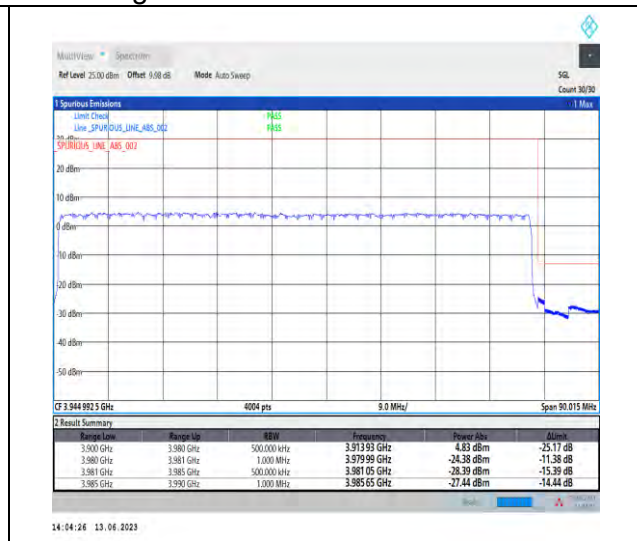 MultiView Spectrum
Ref Level 25.00 dBm Offset 9.98 dB Mode Auto Sweep SGL
Count 30/30
1 Spurious Emissions 1 Max
Limit Check PASS
Line _SPURIOUS_LINE_ABS_002 PASS
_SPURIOUS_LINE_ABS_002
20 dBm
10 dBm
0 dBm
-10 dBm
-20 dBm
-30 dBm
-40 dBm
-50 dBm
CF 3.944 992 5 GHz 4004 pts 9.0 MHz/ Span 90.015 MHz
2 Result Summary
Range Low Range Up RBW Frequency Power Abs ΔLimit
3.900 GHz 3.980 GHz 500.000 kHz 3.913 93 GHz 4.83 dBm -25.17 dB
3.980 GHz 3.981 GHz 1.000 MHz 3.979 99 GHz -24.38 dBm -11.38 dB
3.981 GHz 3.985 GHz 500.000 kHz 3.981 05 GHz -28.39 dBm -15.39 dB
3.985 GHz 3.990 GHz 1.000 MHz 3.985 65 GHz -27.44 dBm -14.44 dB
14:04:26 13.06.2023